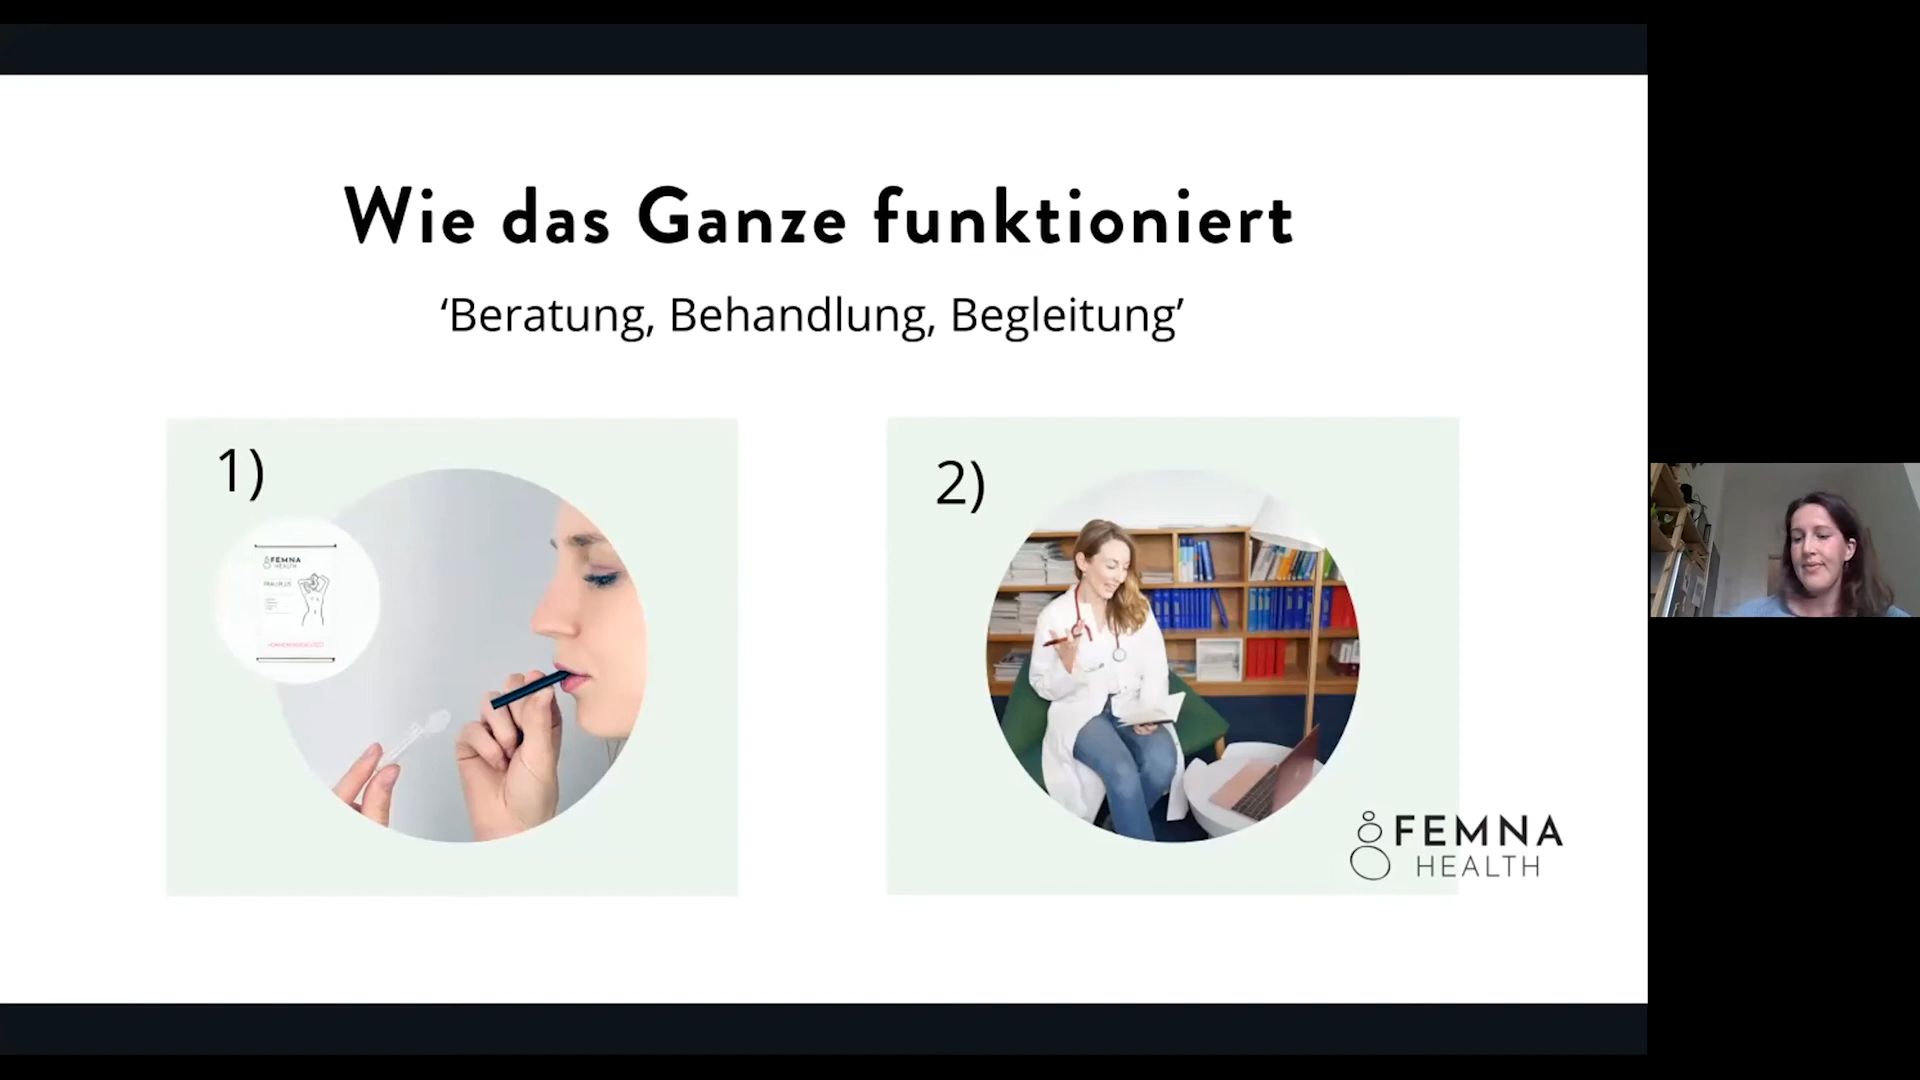 Wie das Ganze funktioniert
‘Beratung, Behandlung, Begleitung’
1)
FEMNA
HEALTH
2)
FEMNA
HEALTH